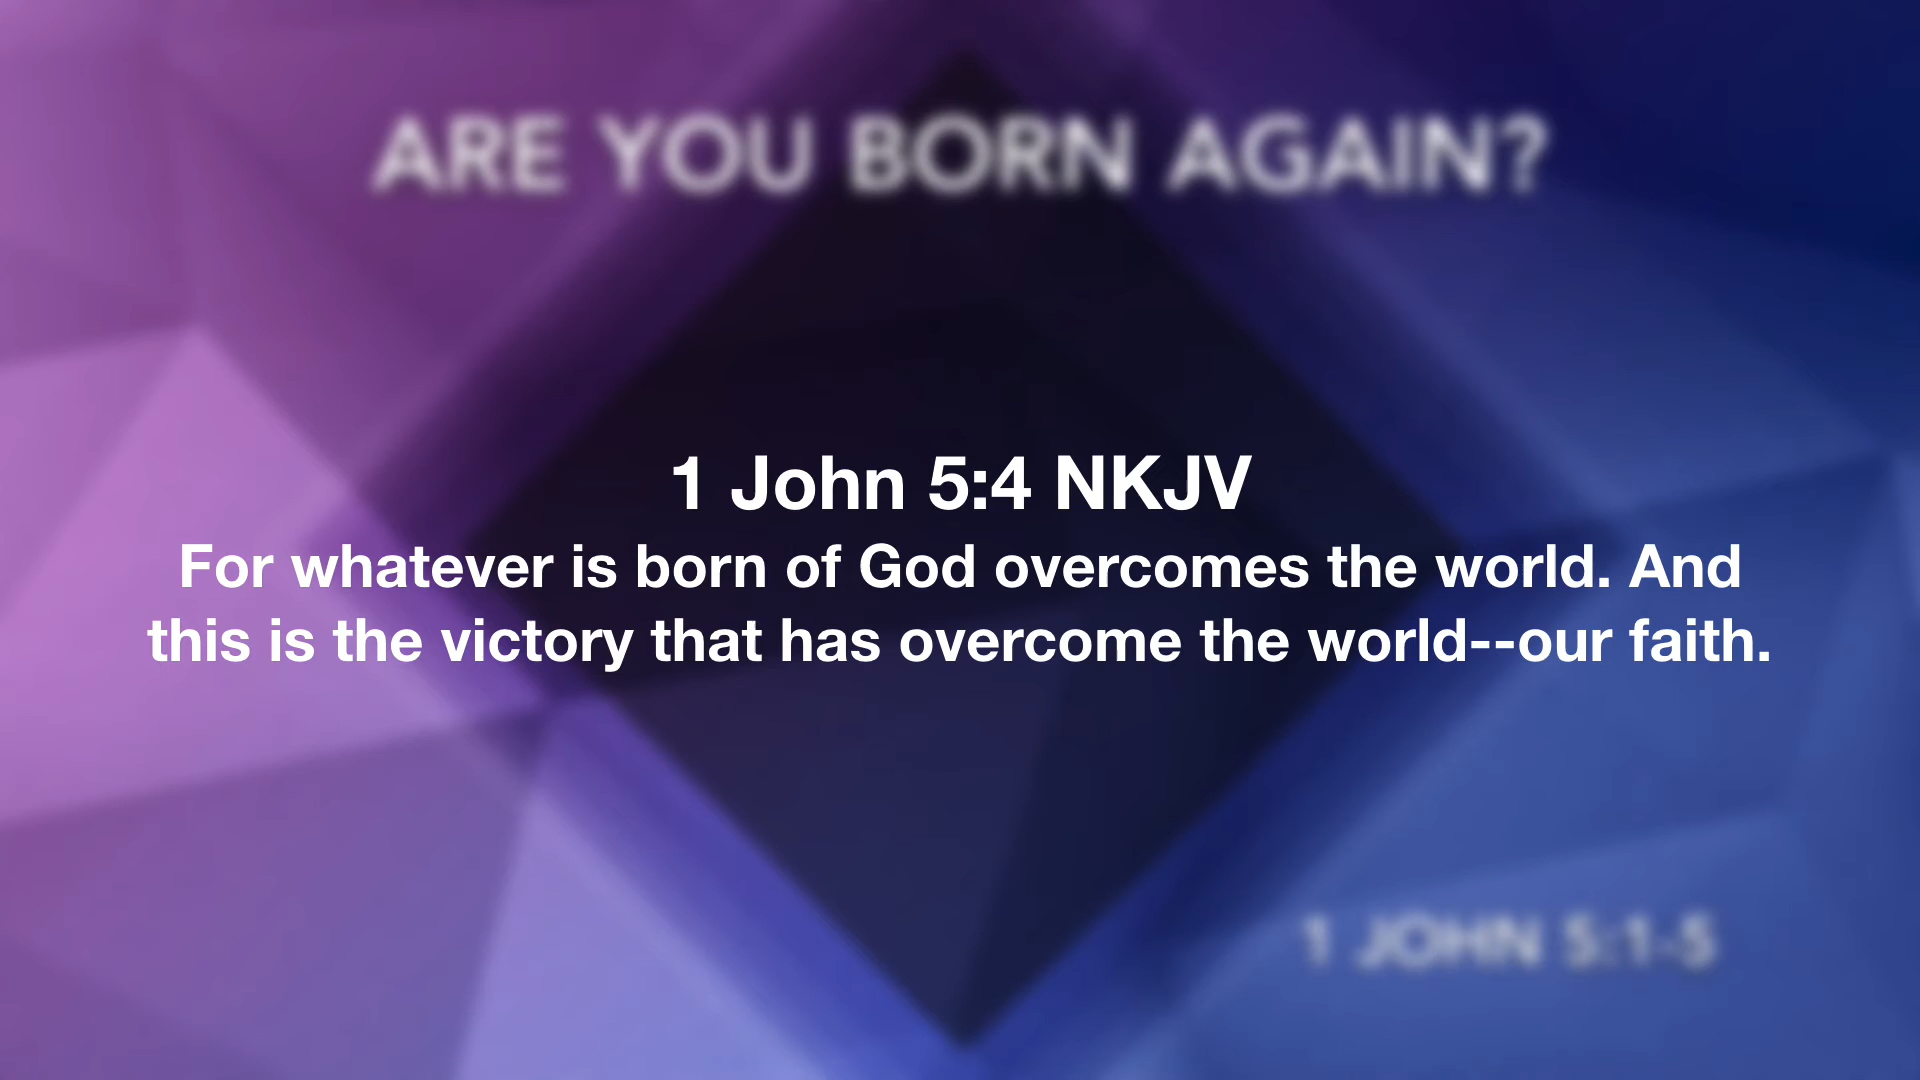 ARE YOU BORN AGAIN?
1 John 5:4 NKJV
For whatever is born of God overcomes the world. And
this is the victory that has overcome the world--our faith.
1 JOHN 5:1-5